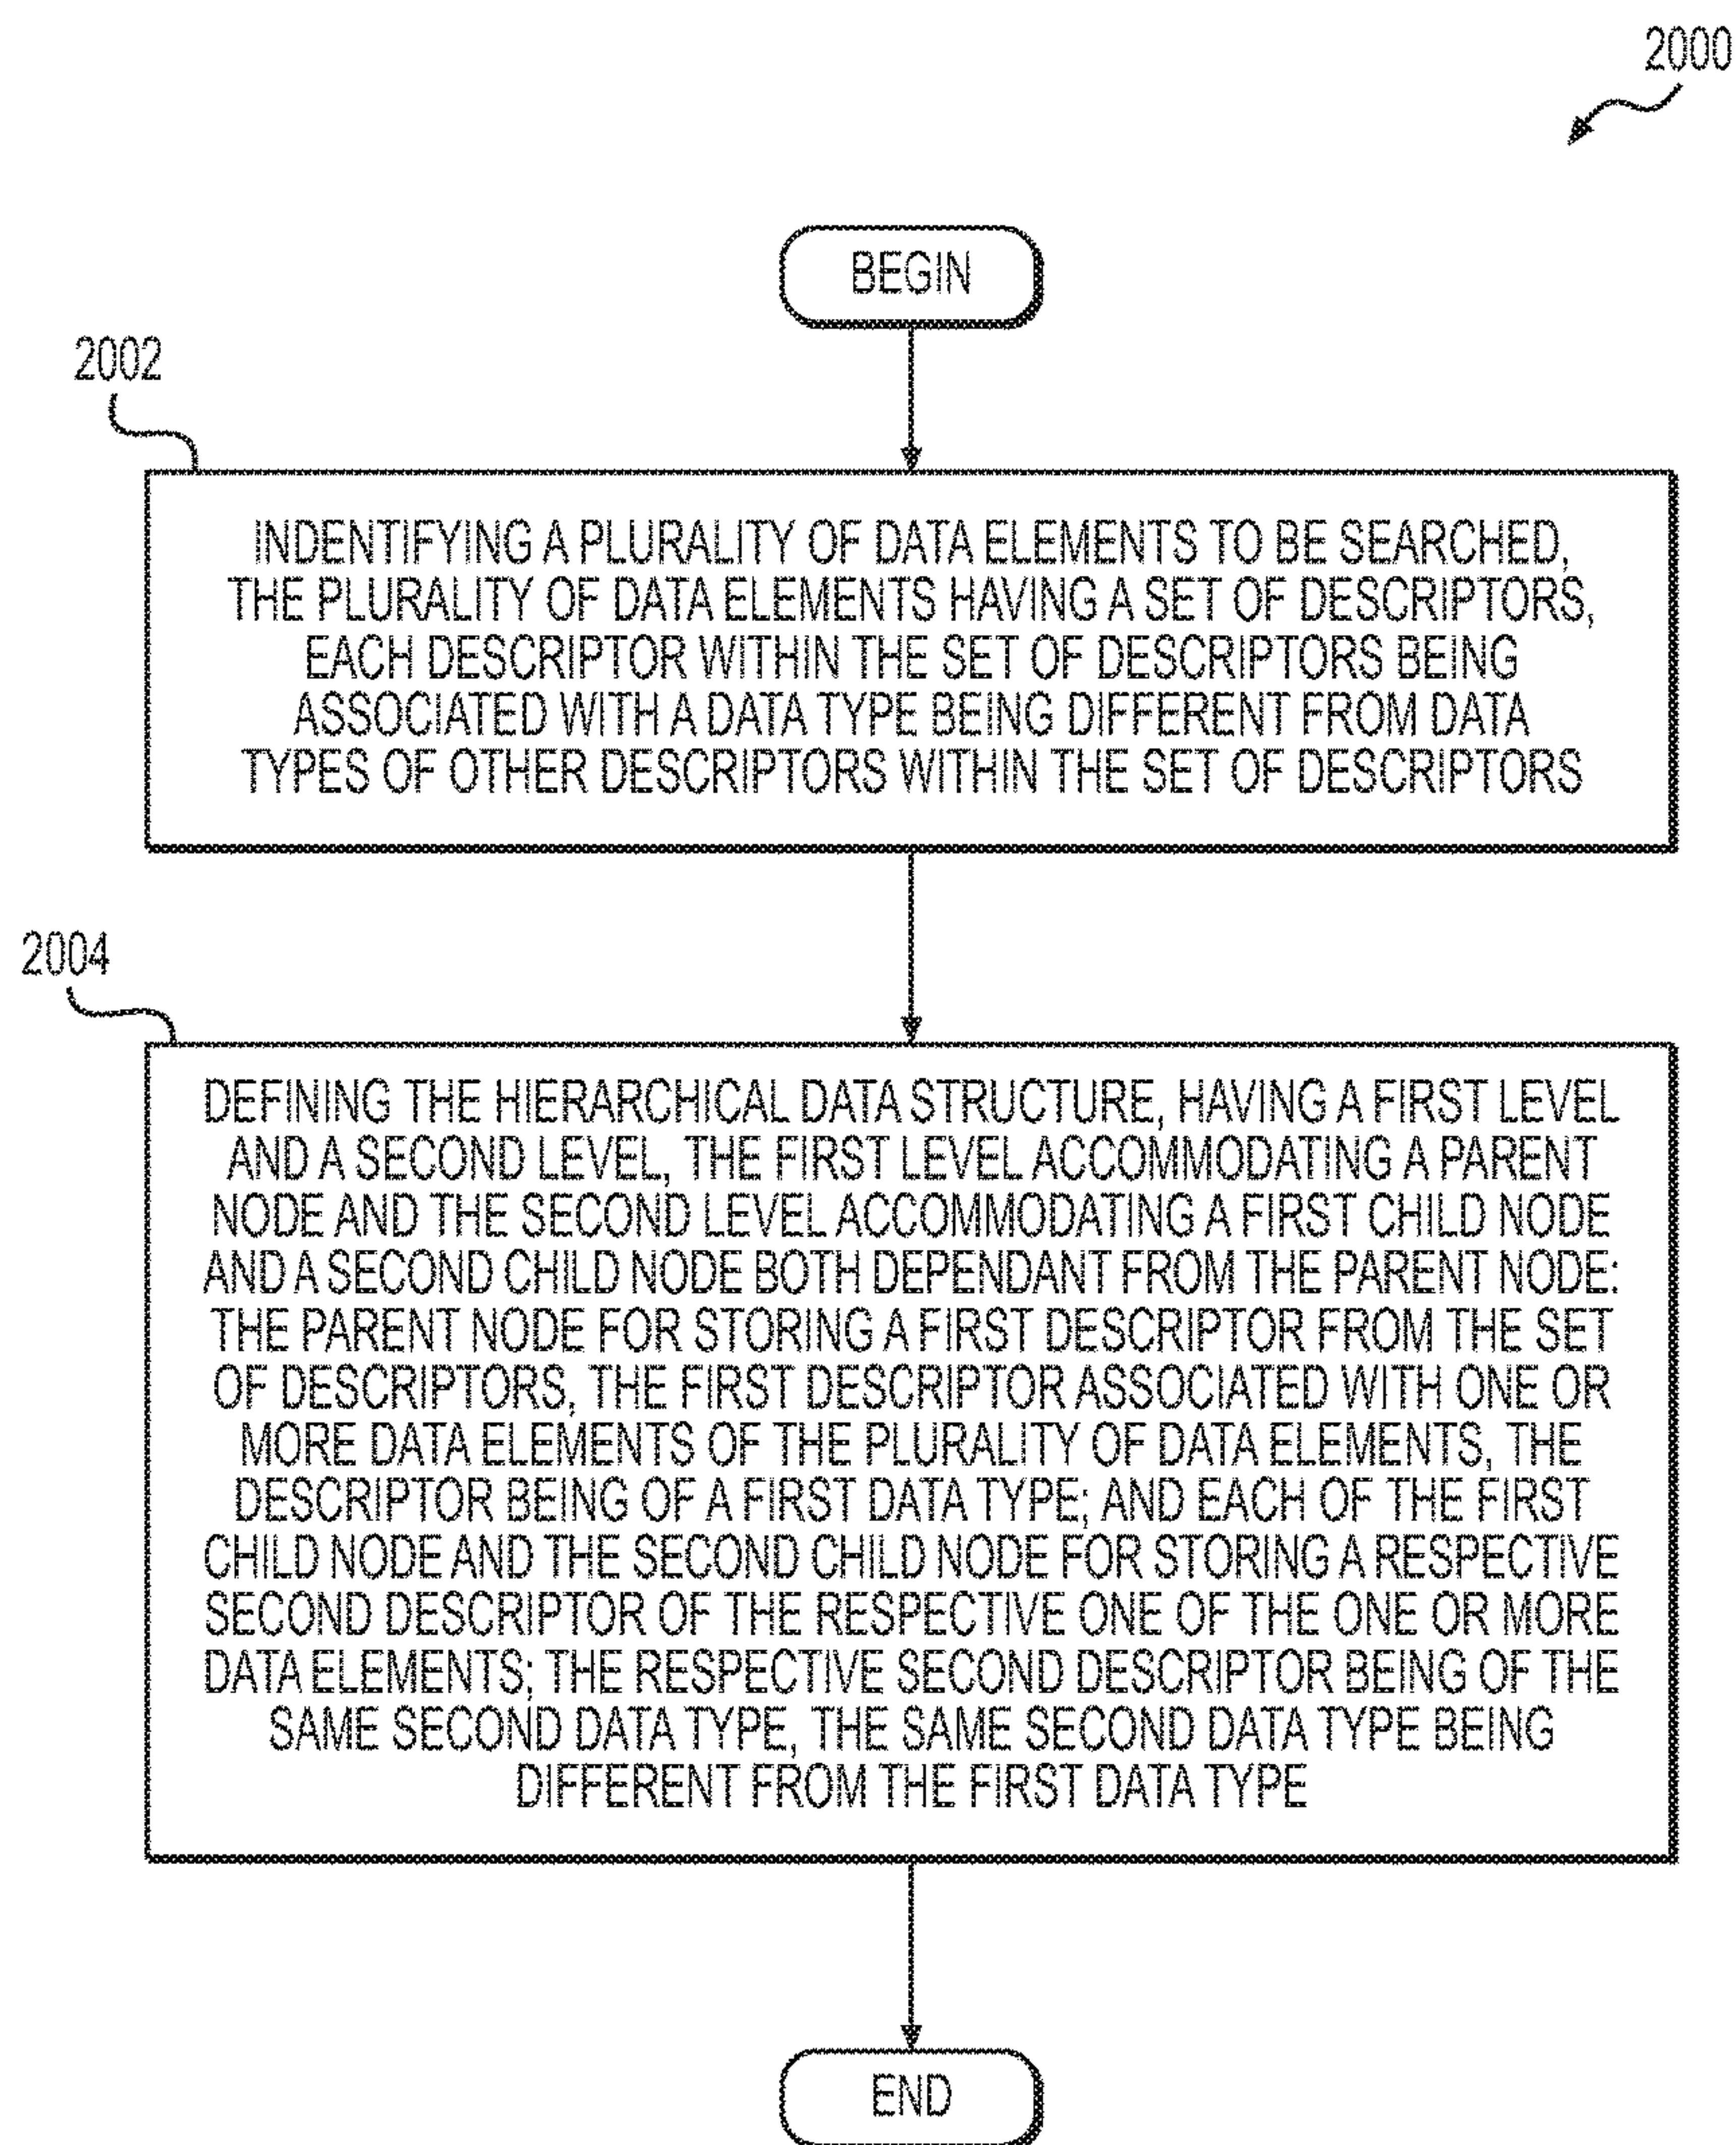 2000
BEGIN
2002
INDENTIFYING A PLURALITY OF DATA ELEMENTS TO BE SEARCHED,
THE PLURALITY OF DATA ELEMENTS HAVING A SET OF DESCRIPTORS,
EACH DESCRIPTOR WITHIN THE SET OF DESCRIPTORS BEING
ASSOCIATED WITH A DATA TYPE BEING DIFFERENT FROM DATA
TYPES OF OTHER DESCRIPTORS WITHIN THE SET OF DESCRIPTORS
2004
DEFINING THE HIERARCHICAL DATA STRUCTURE, HAVING A FIRST LEVEL
AND A SECOND LEVEL, THE FIRST LEVEL ACCOMMODATING A PARENT
NODE AND THE SECOND LEVEL ACCOMMODATING A FIRST CHILD NODE
AND A SECOND CHILD NODE BOTH DEPENDANT FROM THE PARENT NODE:
THE PARENT NODE FOR STORING A FIRST DESCRIPTOR FROM THE SET
OF DESCRIPTORS, THE FIRST DESCRIPTOR ASSOCIATED WITH ONE OR
MORE DATA ELEMENTS OF THE PLURALITY OF DATA ELEMENTS, THE
DESCRIPTOR BEING OF A FIRST DATA TYPE; AND EACH OF THE FIRST
CHILD NODE AND THE SECOND CHILD NODE FOR STORING A RESPECTIVE
SECOND DESCRIPTOR OF THE RESPECTIVE ONE OF THE ONE OR MORE
DATA ELEMENTS; THE RESPECTIVE SECOND DESCRIPTOR BEING OF THE
SAME SECOND DATA TYPE, THE SAME SECOND DATA TYPE BEING
DIFFERENT FROM THE FIRST DATA TYPE
END